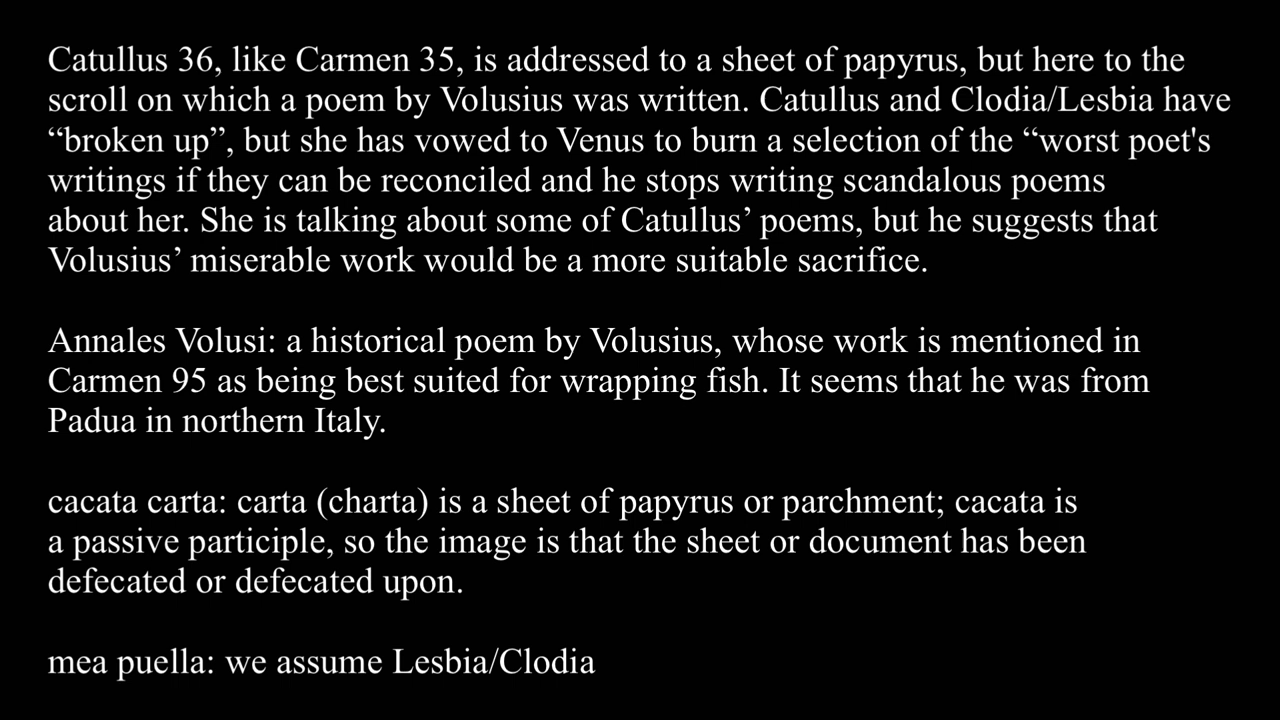 Catullus 36, like Carmen 35, is addressed to a sheet of papyrus, but here to the
scroll on which a poem by Volusius was written. Catullus and Clodia/Lesbia have
“broken up”, but she has vowed to Venus to burn a selection of the “worst poet's
writings if they can be reconciled and he stops writing scandalous poems
about her. She is talking about some of Catullus’ poems, but he suggests that
Volusius’ miserable work would be a more suitable sacrifice.
Annales Volusi: a historical poem by Volusius, whose work is mentioned in
Carmen 95 as being best suited for wrapping fish. It seems that he was from
Padua in northern Italy.
cacata carta: carta (charta) is a sheet of papyrus or parchment; cacata is
a passive participle, so the image is that the sheet or document has been
defecated or defecated upon.
mea puella: we assume Lesbia/Clodia